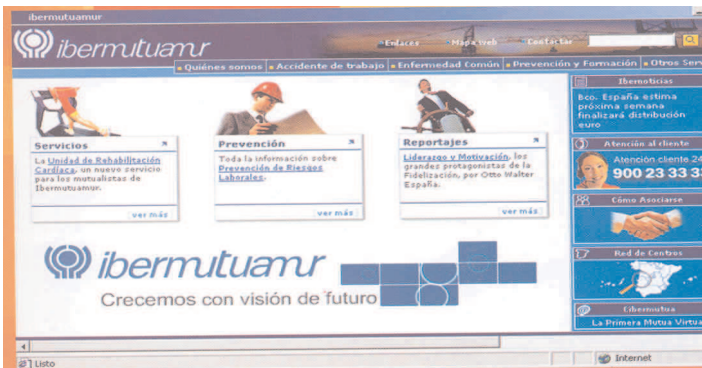 ibermutuamur
ibermutuamur
Enlaces Mapa web Contactar
Quiénes somos Accidente de trabajo Enfermedad Común Prevención y Formación Otros Serv
Servicios
La Unidad de Rehabilitación
Cardíaca, un nuevo servicio
para los mutualistas de
Ibermutuamur.
ver más
Prevención
Toda la información sobre
Prevención de Riesgos
Laborales.
ver más
Reportajes
Liderazgo y Motivación, los
grandes protagonistas de la
Fidelización, por Otto Walter
España.
ver más
Ibernoticias
Bco. España estima
próxima semana
finalizará distribución
euro
Atención al cliente
Atención cliente 24
900 23 33 33
Cómo Asociarse
Red de Centros
Cibermutua
La Primera Mutua Virtua
ibermutuamur
Crecemos con visión de futuro
Listo
Internet